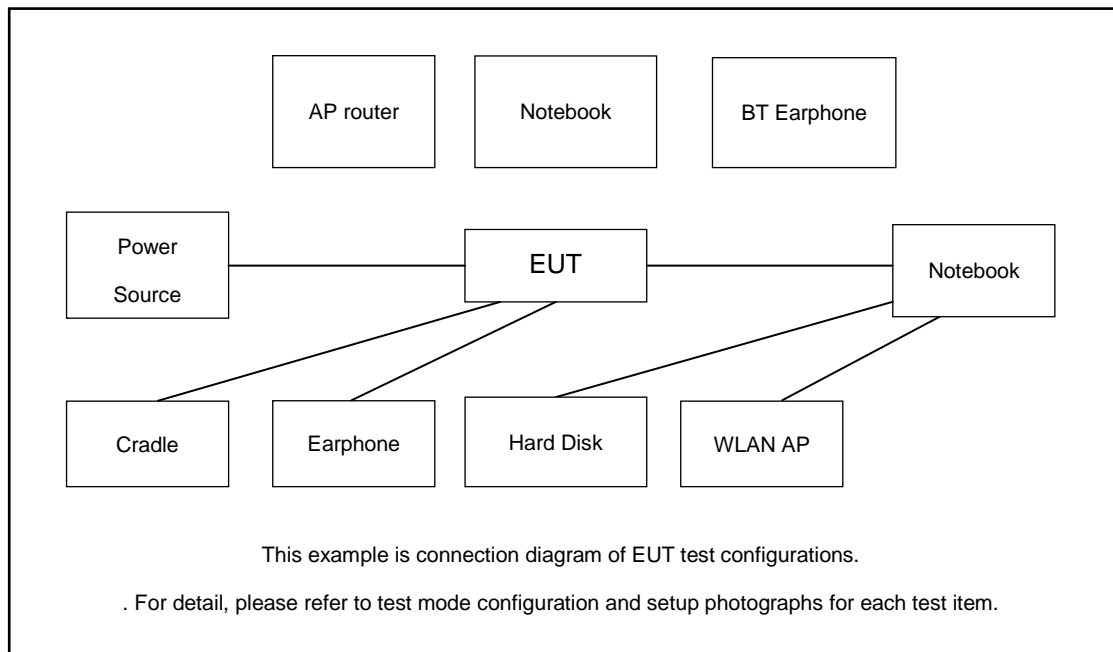 AP router
Notebook
BT Earphone
Power
Source
EUT
Notebook
Cradle
Earphone
Hard Disk
WLAN AP
This example is connection diagram of EUT test configurations.
. For detail, please refer to test mode configuration and setup photographs for each test item.